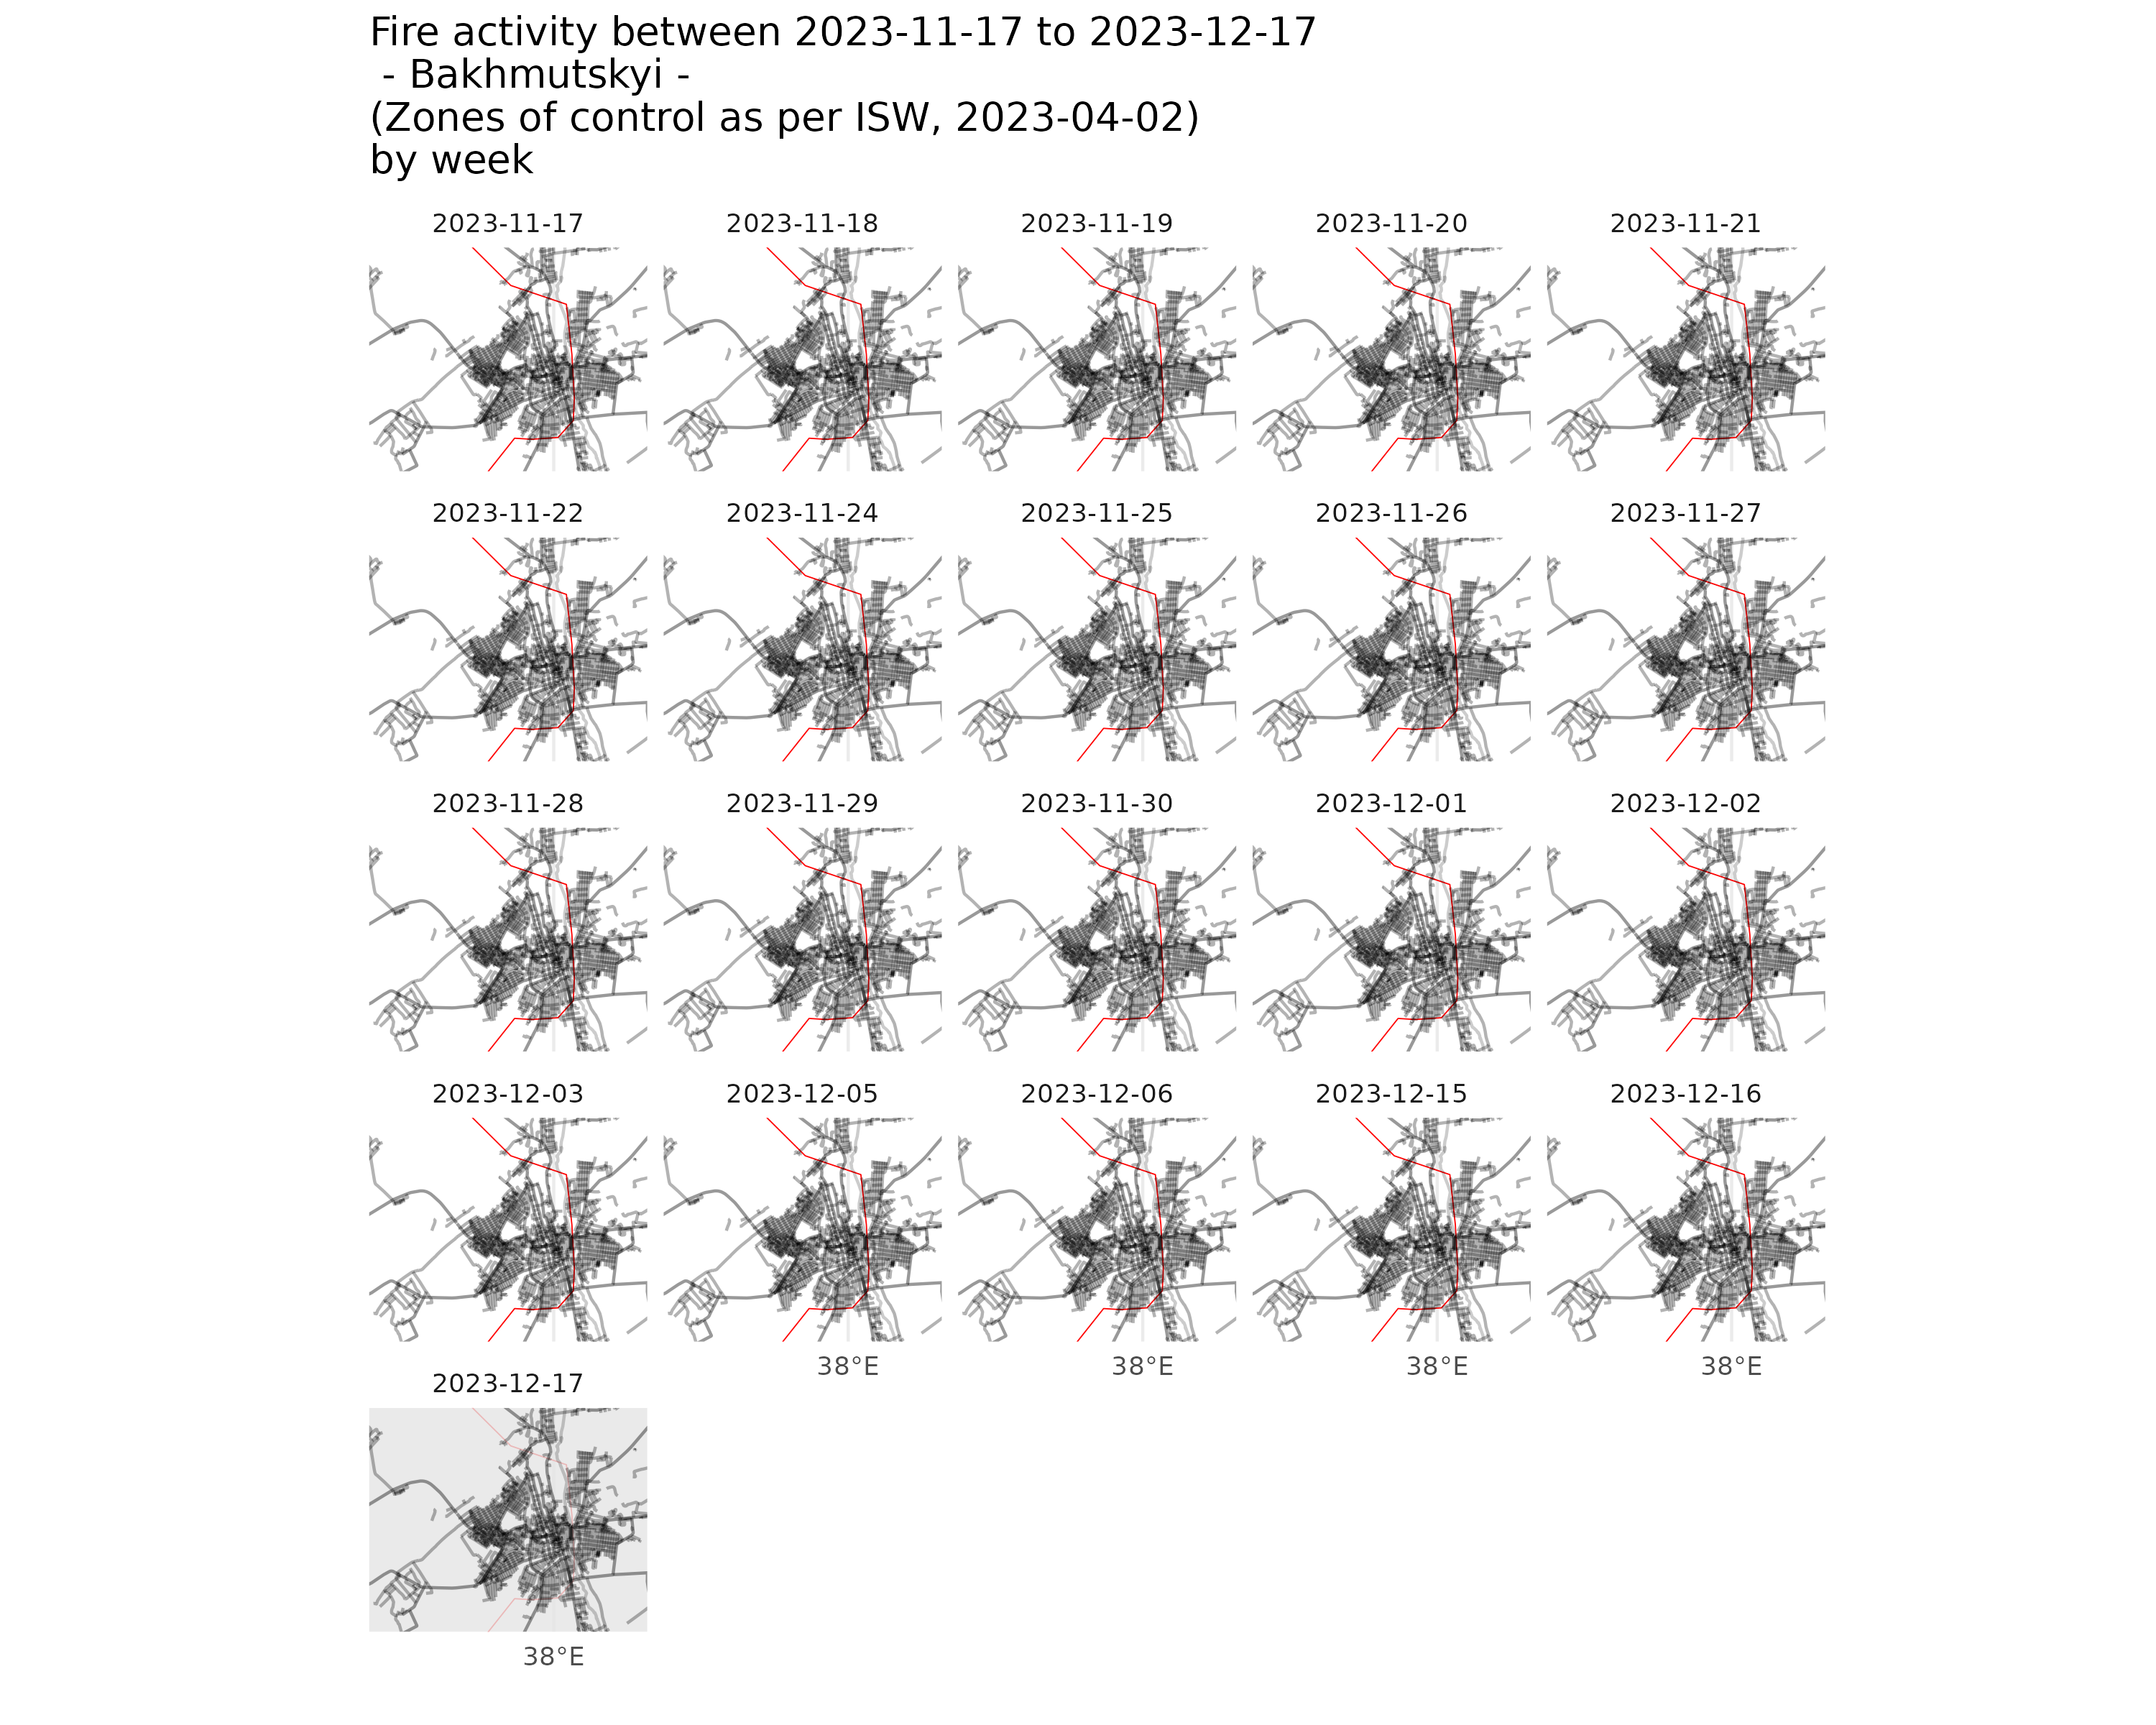 Fire activity between 2023-11-17 to 2023-12-17
- Bakhmutskyi -
(Zones of control as per ISW, 2023-04-02)
by week
2023-11-17 2023-11-18 2023-11-19 2023-11-20 2023-11-21
2023-11-22 2023-11-24 2023-11-25 2023-11-26 2023-11-27
2023-11-28 2023-11-29 2023-11-30 2023-12-01 2023-12-02
2023-12-03 2023-12-05 2023-12-06 2023-12-15 2023-12-16
38°E 38°E 38°E 38°E
2023-12-17
38°E